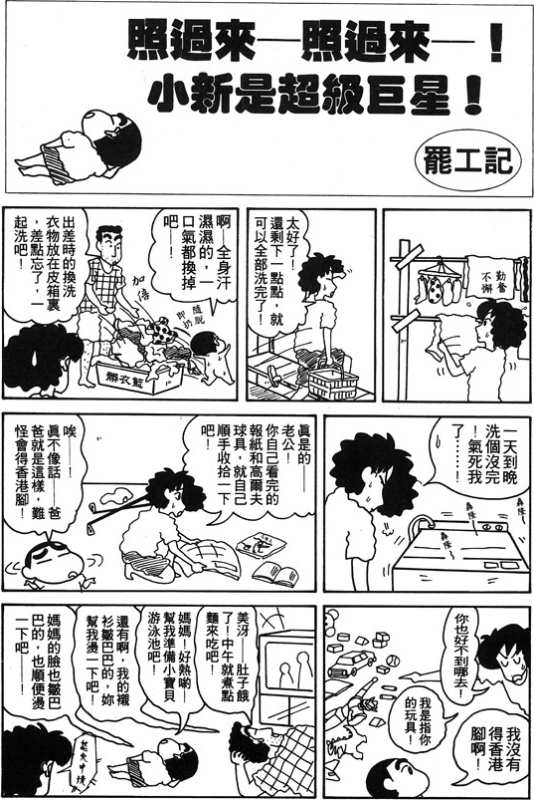 照過來──照過來──！
小新是超級巨星！
罷工記
勤奮
不懈
太好了！
還剩下一點點，就
可以全部洗完了！
啊—全身汗
濕濕的，一
口氣都換掉
吧—！
出差時的換洗
衣物放在皮箱裏
，差點忘了，一
起洗吧！
加倍
隨
即
髒衣籃
一天到晚
洗個沒完
！氣死我
了……！
轟隆—
轟隆—
轟隆—
真是的—
老公！
你自己看完的
報紙和高爾夫
球具，就自己
順手收拾一下
吧！
唉—！
真不像話—爸
爸就是這樣，難
怪會得香港腳！
你也好不到哪去！
我沒有
得香港
腳啊！
我是指你
的玩具！
美冴—肚子餓
了！中午就煮點
麵來吃吧！
媽媽—好熱喲—
幫我準備小寶貝
游泳池吧！
還有啊，我的襯
衫皺巴巴的，妳
幫我燙一下吧！
媽媽的臉也皺巴
巴的，也順便燙
一下吧—！